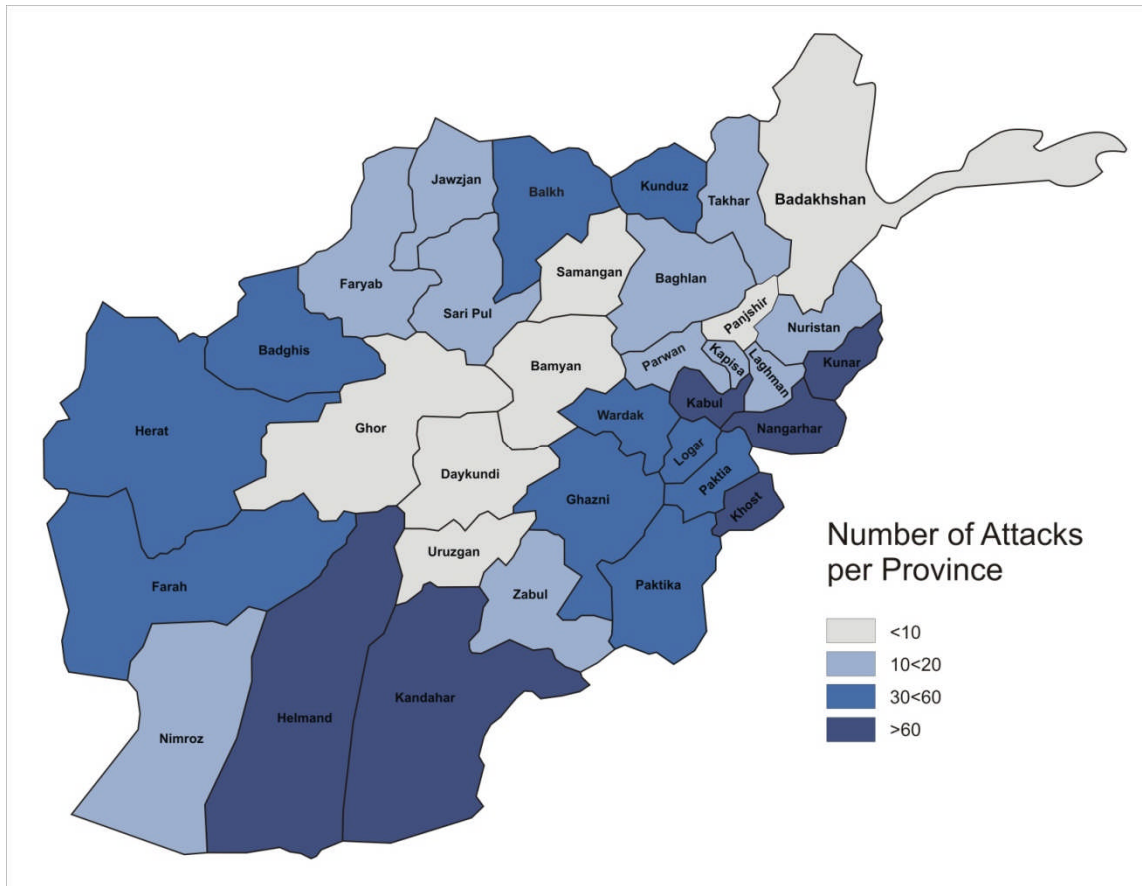 Jawzjan
Balkh
Kunduz
Takhar
Badakhshan
Faryab
Sari Pul
Samangan
Baghlan
Panjshir
Nuristan
Badghis
Bamyan
Parwan
Kapisa
Laghman
Kunar
Herat
Ghor
Wardak
Kabul
Nangarhar
Daykundi
Logar
Ghazni
Paktia
Khost
Uruzgan
Farah
Zabul
Paktika
Kandahar
Helmand
Nimroz
Number of Attacks
per Province
<10
10<20
30<60
>60